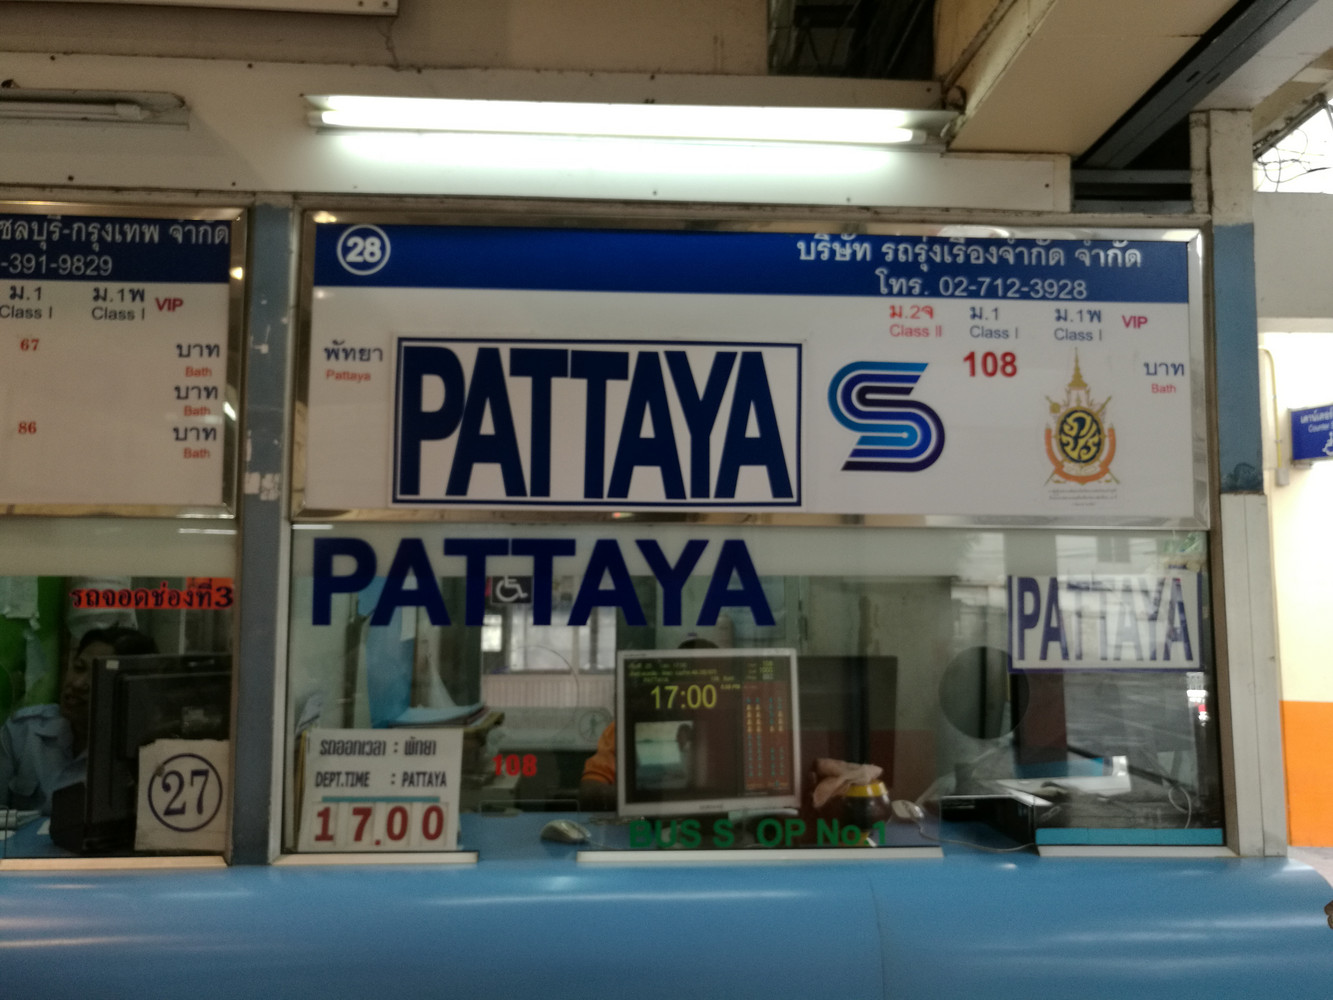 ชลบุรี-กรุงเทพ จำกัด
-391-9829
ม.1 ม.1พ VIP
Class I Class I
67 บาท
Bath
บาท
Bath
86 บาท
Bath
รถจอดช่องที่3
27
28
บริษัท รถรุ่งเรืองจำกัด จำกัด
โทร. 02-712-3928
ม.2จ ม.1 ม.1พ VIP
Class II Class I Class I
พัทยา
Pattaya
PATTAYA
108
บาท
Bath
PATTAYA
PATTAYA
17:00
รถออกเวลา : พัทยา
DEPT.TIME : PATTAYA
17.00
108
BUS S OP No.1